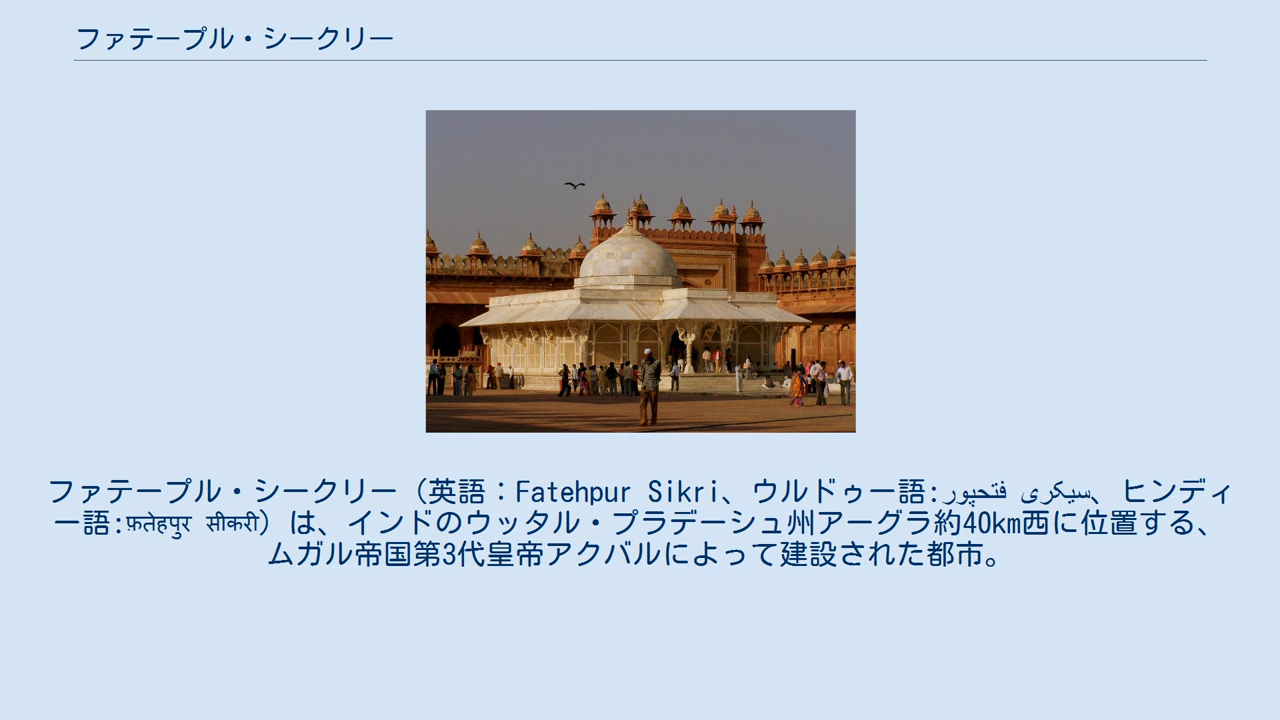 ファテープル・シークリー
ファテープル・シークリー（英語：Fatehpur Sikri、ウルドゥー語:فتحپور سیکری、ヒンディ
ー語:फ़तेहपुर सीकरी）は、インドのウッタル・プラデーシュ州アーグラ約40km西に位置する、
ムガル帝国第3代皇帝アクバルによって建設された都市。